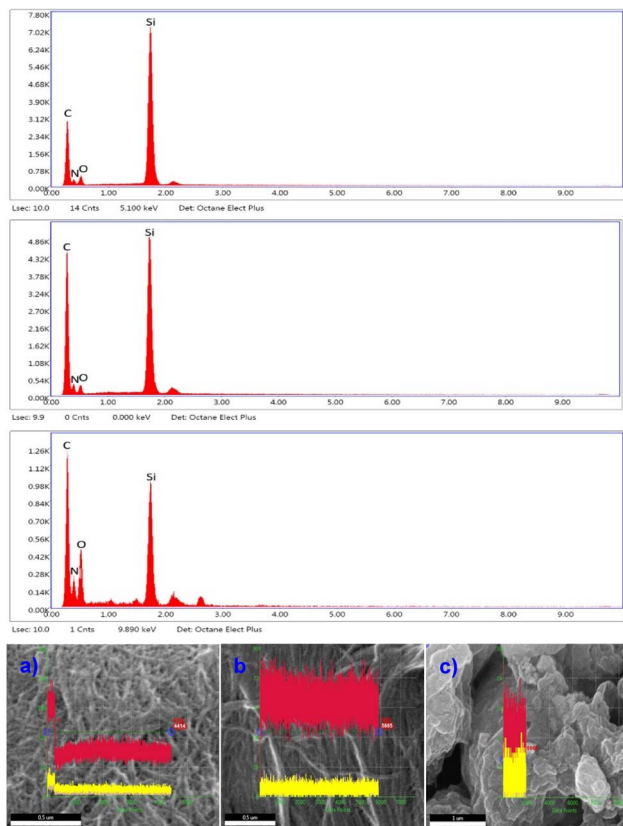 7.80K
7.02K
6.24K
5.46K
4.68K
3.90K
3.12K
2.34K
1.56K
0.78K
0.00K
C
N
O
Si
0.00 1.00 2.00 3.00 4.00 5.00 6.00 7.00 8.00 9.00
Lsec: 10.0 14 Cnts 5.100 keV Det: Octane Elect Plus
4.86K
4.32K
3.78K
3.24K
2.70K
2.16K
1.62K
1.08K
0.54K
0.00K
C
N
O
Si
0.00 1.00 2.00 3.00 4.00 5.00 6.00 7.00 8.00 9.00
Lsec: 9.9 0 Cnts 0.000 keV Det: Octane Elect Plus
1.26K
1.12K
0.98K
0.84K
0.70K
0.56K
0.42K
0.28K
0.14K
0.00K
C
N
O
Si
0.00 1.00 2.00 3.00 4.00 5.00 6.00 7.00 8.00 9.00
Lsec: 10.0 1 Cnts 9.890 keV Det: Octane Elect Plus
a)
b
c)
0.5 um
Data Points
0.5 um
Data Points
1 um
Data Points